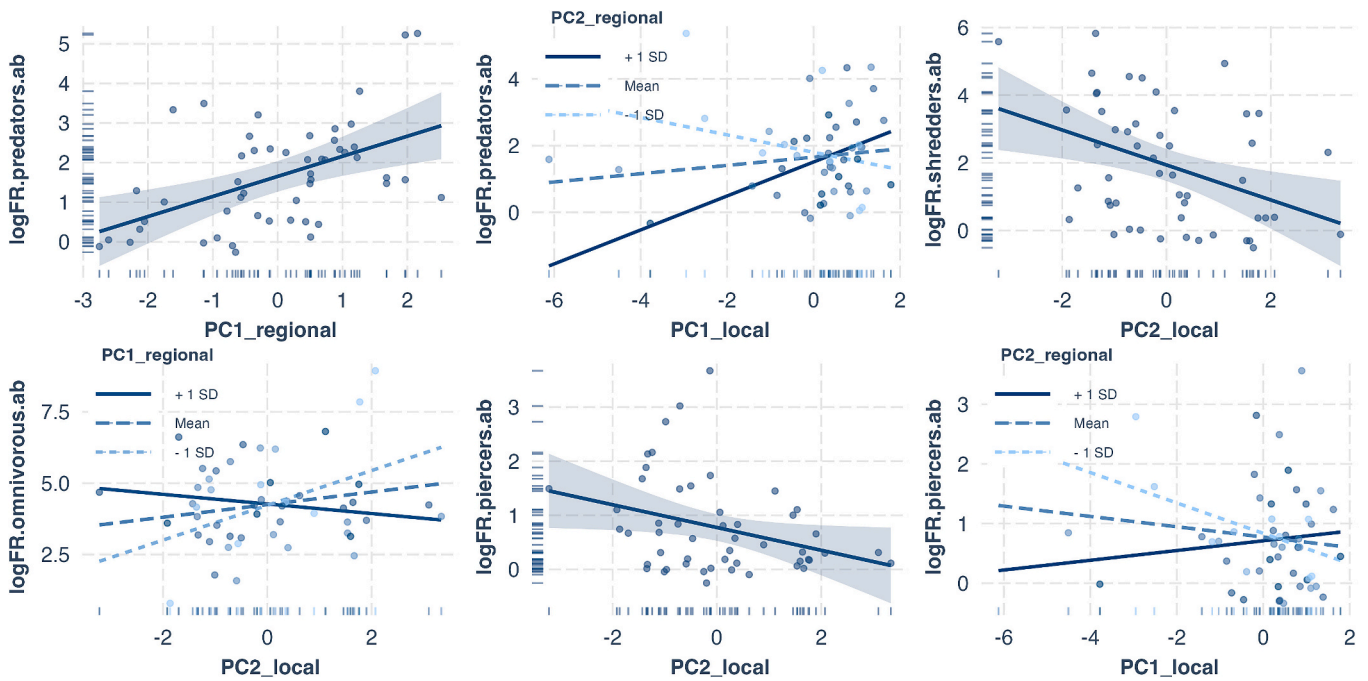 logFR.predators.ab
5
4
3
2
1
0
-3
-2
-1
0
1
2
PC1_regional
PC2_regional
+ 1 SD
Mean
- 1 SD
logFR.predators.ab
4
2
0
-6
-4
-2
0
2
PC1_local
logFR.shredders.ab
6
4
2
0
-2
0
2
PC2_local
PC1_regional
+ 1 SD
Mean
- 1 SD
logFR.omnivorous.ab
7.5
5.0
2.5
-2
0
2
PC2_local
logFR.piercers.ab
3
2
1
0
-2
0
2
PC2_local
PC2_regional
+ 1 SD
Mean
- 1 SD
logFR.piercers.ab
3
2
1
0
-6
-4
-2
0
2
PC1_local